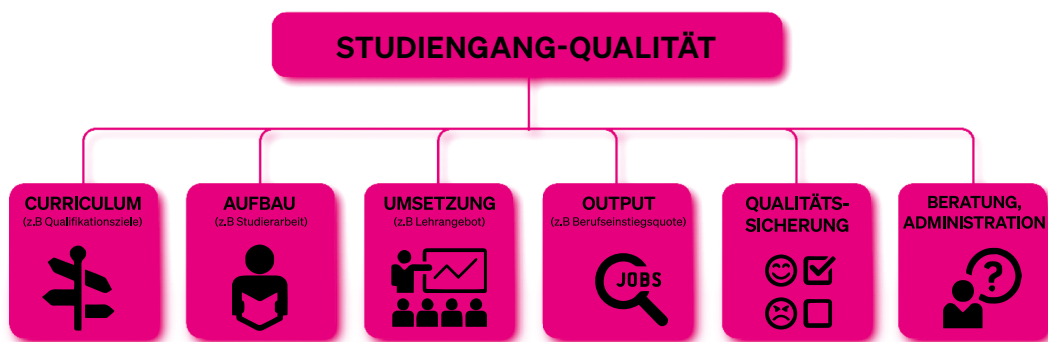 STUDIENGANG-QUALITÄT
CURRICULUM
(z.B Qualifikationsziele)
AUFBAU
(z.B Studierarbeit)
UMSETZUNG
(z.B Lehrangebot)
OUTPUT
(z.B Berufseinstiegsquote)
JOBS
QUALITÄTS-
SICHERUNG
BERATUNG,
ADMINISTRATION
?